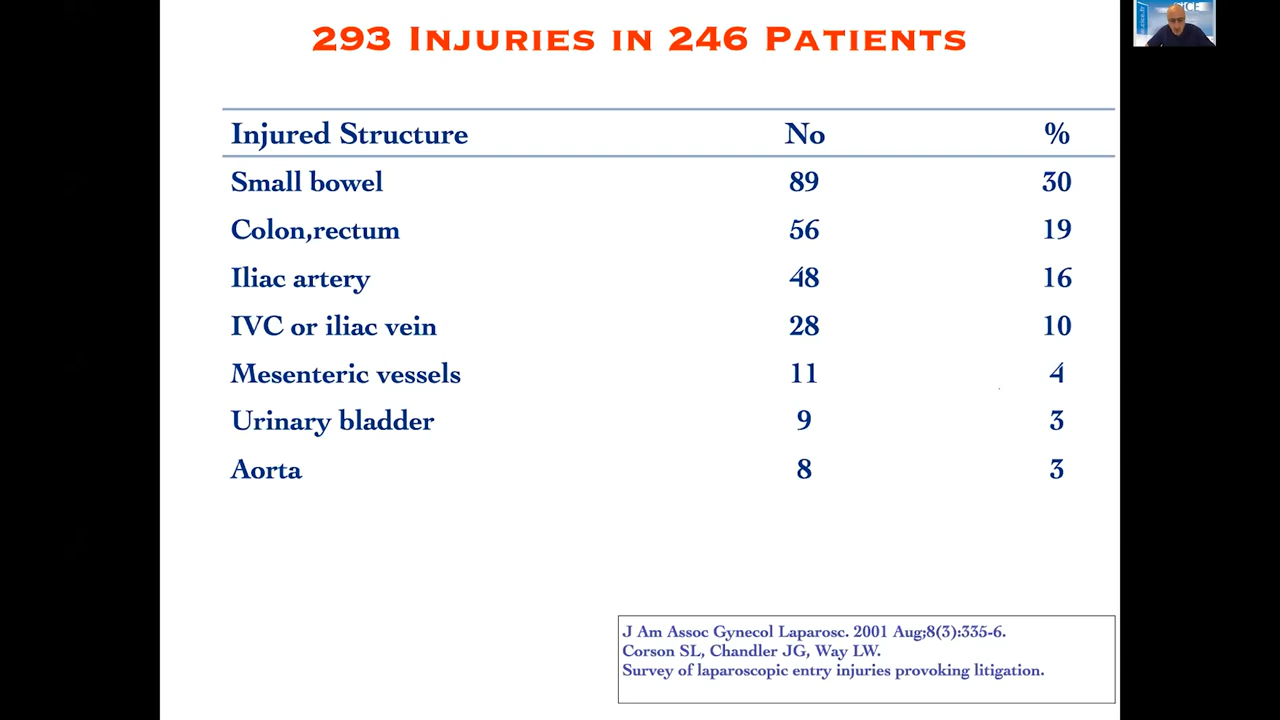 293 Injuries in 246 Patients
Injured Structure No %
Small bowel 89 30
Colon,rectum 56 19
Iliac artery 48 16
IVC or iliac vein 28 10
Mesenteric vessels 11 4
Urinary bladder 9 3
Aorta 8 3
J Am Assoc Gynecol Laparosc. 2001 Aug;8(3):335-6.
Corson SL, Chandler JG, Way LW.
Survey of laparoscopic entry injuries provoking litigation.